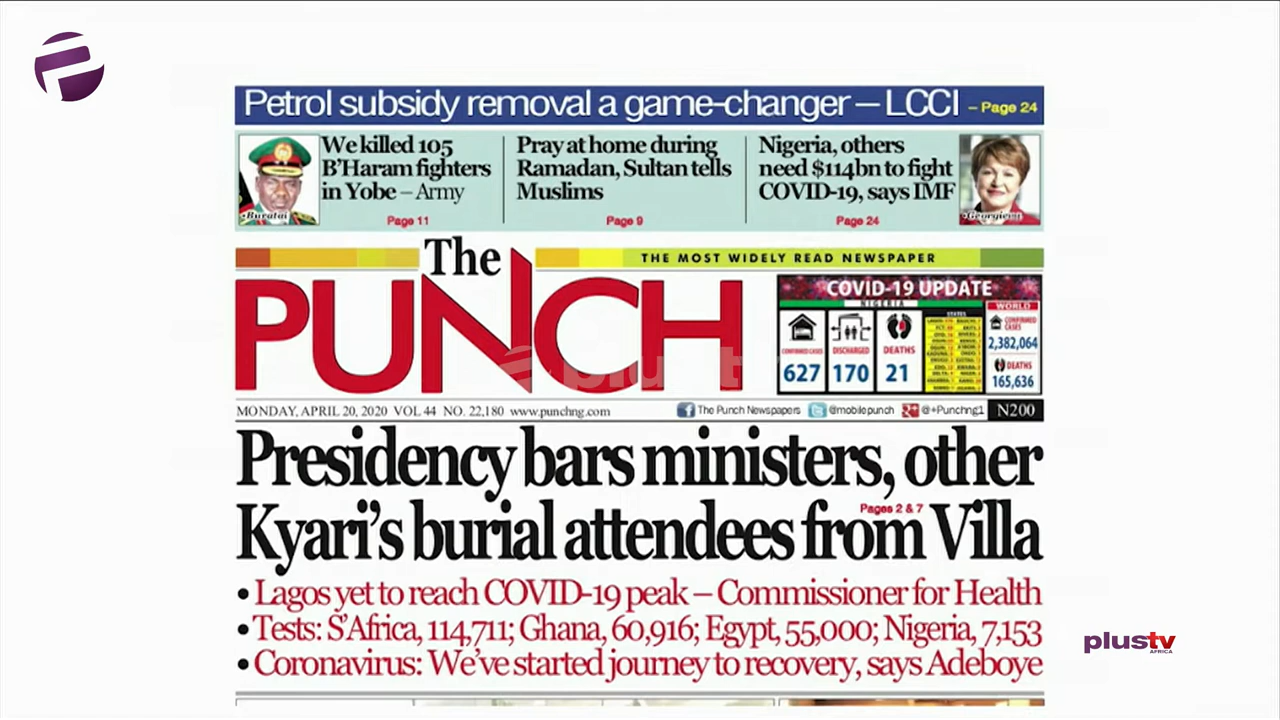 Petrol subsidy removal a game-changer – LCCI – Page 24
We killed 105
B'Haram fighters
in Yobe – Army
Page 11
•Buratai
Pray at home during
Ramadan, Sultan tells
Muslims
Page 9
Nigeria, others
need $114bn to fight
COVID-19, says IMF
Page 24
•Georgieva
The
PUNCH
THE MOST WIDELY READ NEWSPAPER
COVID-19 UPDATE
NIGERIA
CONFIRMED CASES
627
DISCHARGED
170
DEATHS
21
STATES
WORLD
CONFIRMED CASES
2,382,064
DEATHS
165,636
plustv
MONDAY, APRIL 20, 2020 VOL 44 NO. 22,180 www.punchng.com
The Punch Newspapers @mobilepunch @+Punchng1 N200
Presidency bars ministers, other
Pages 2 & 7
Kyari's burial attendees from Villa
• Lagos yet to reach COVID-19 peak – Commissioner for Health
• Tests: S'Africa, 114,711; Ghana, 60,916; Egypt, 55,000; Nigeria, 7,153
• Coronavirus: We've started journey to recovery, says Adeboye
plustv
AFRICA